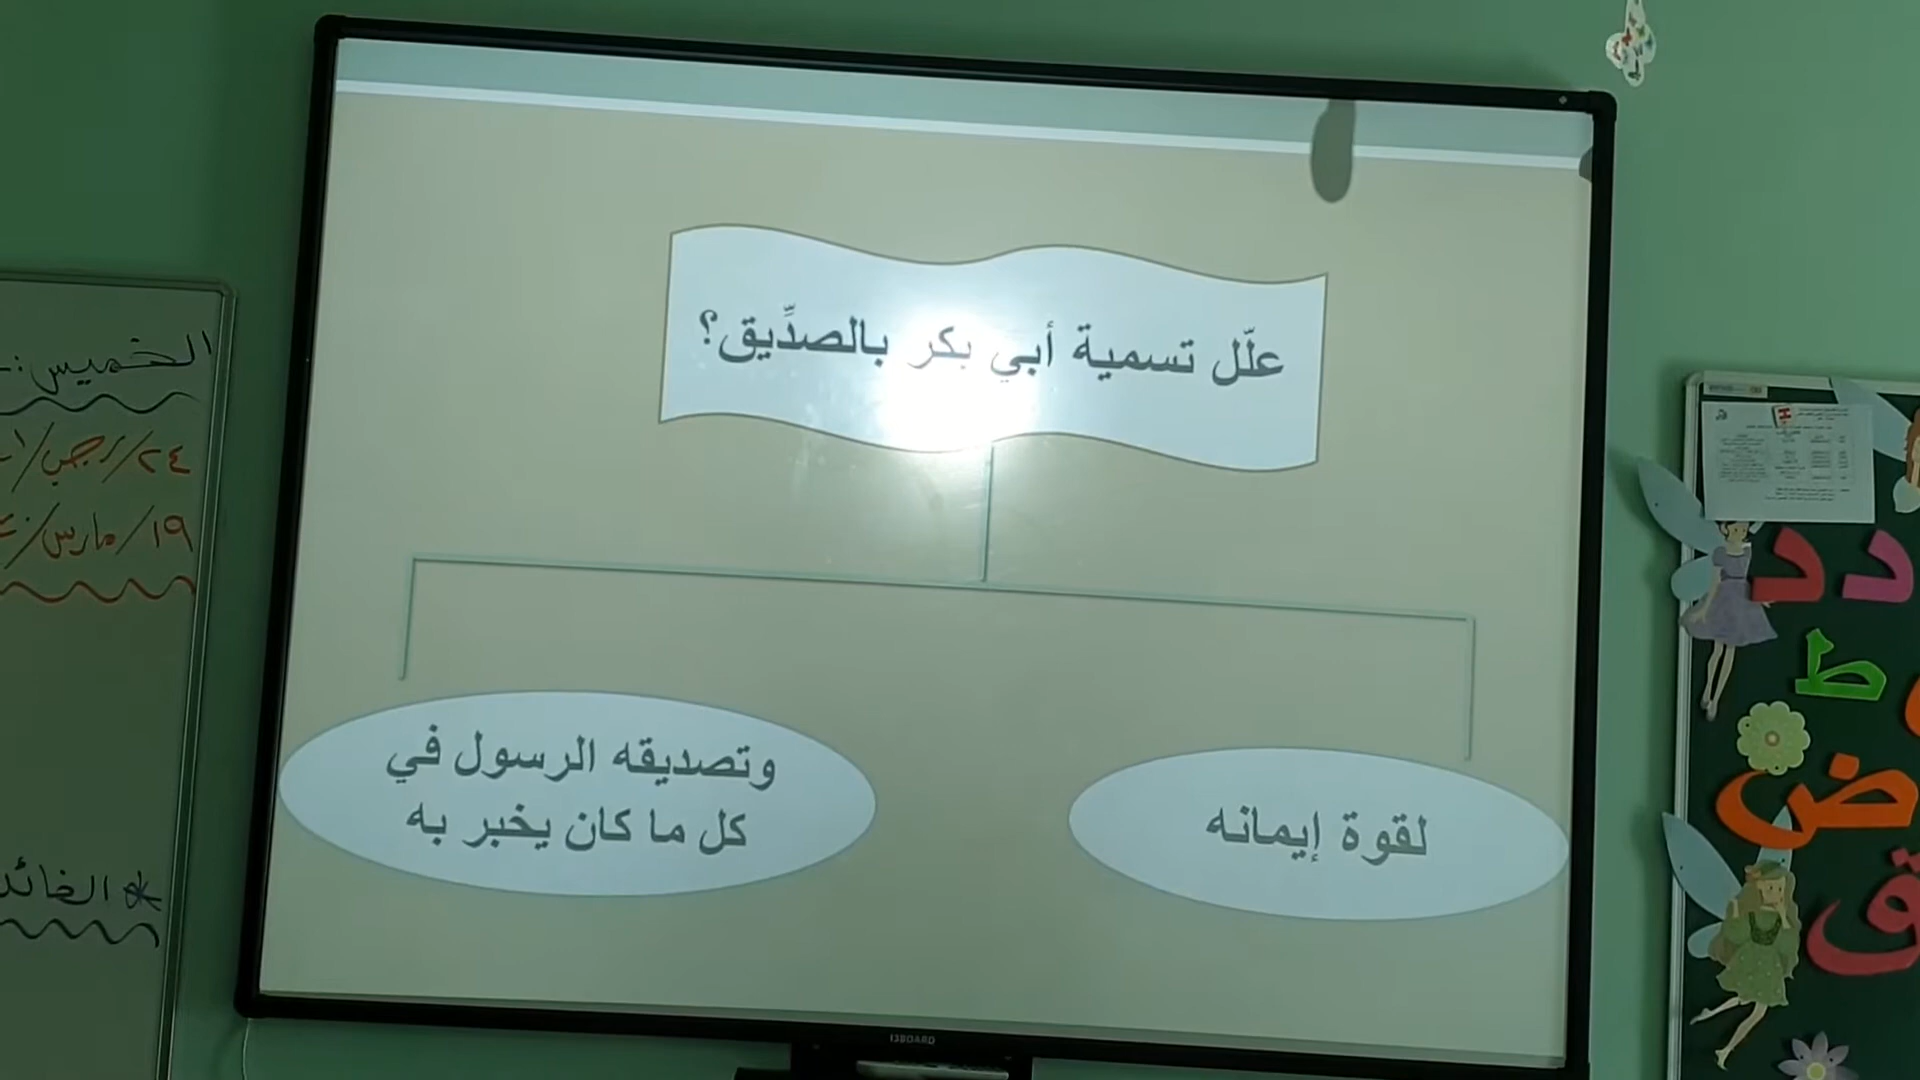 علّل تسمية أبي بكر بالصدِّيق؟
لقوة إيمانه
وتصديقه الرسول في
كل ما كان يخبر به
الخميس:
٢٤/رجب/
١٩/مارس/
I3BOARD
د د
ط
ض
ق